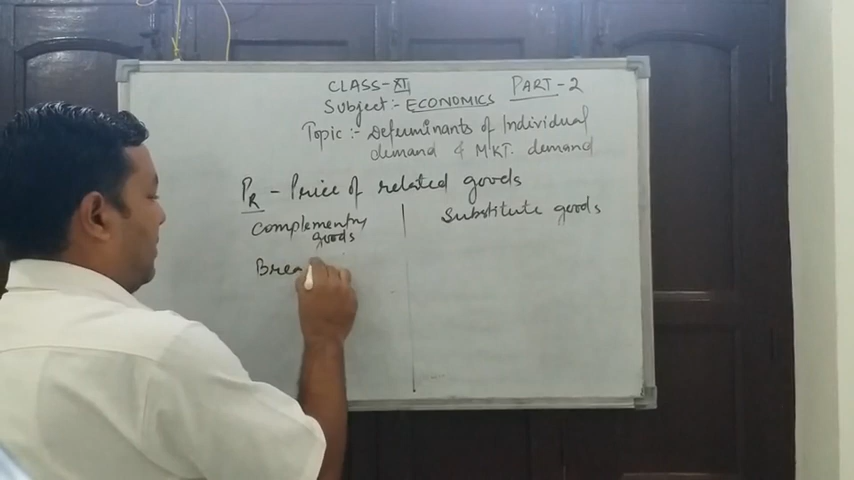 CLASS-XI PART-2
Subject:- ECONOMICS
Topic :- Determinants of Individual
demand & MKT. demand
PR - Price of related goods
Complementry
goods
Substitute goods
Brea